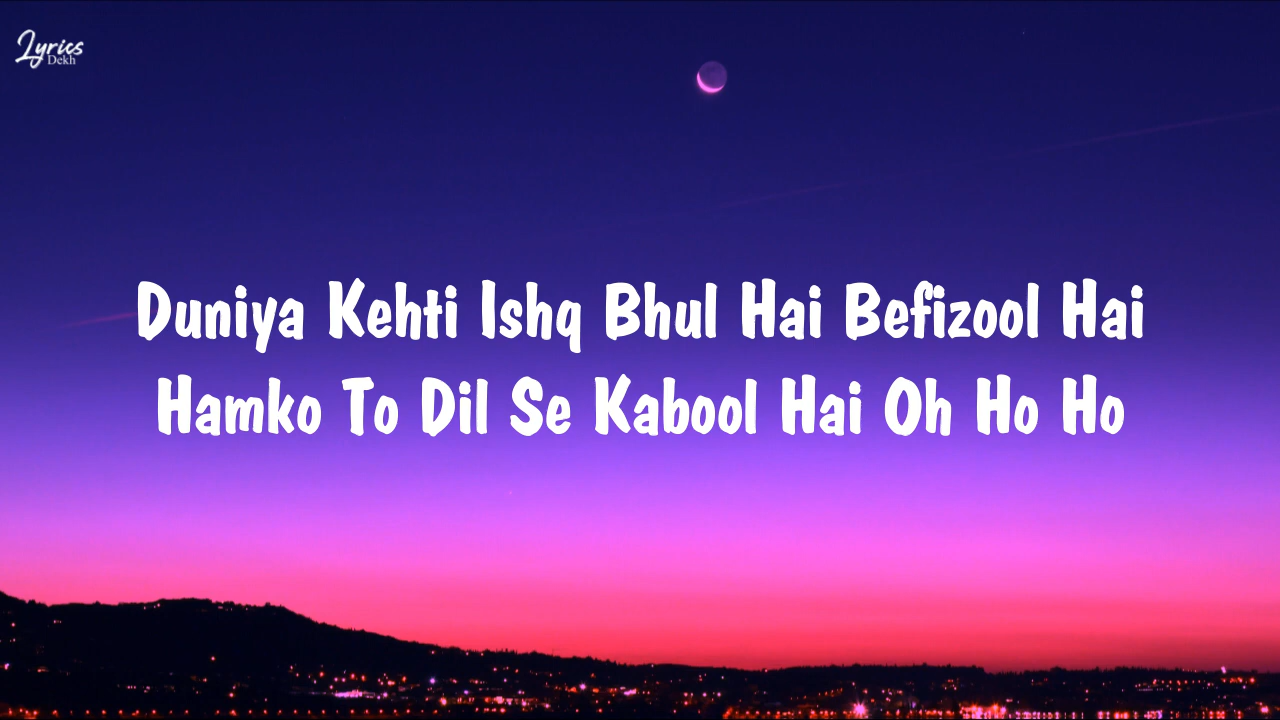 Lyrics
Dekh
Duniya Kehti Ishq Bhul Hai Befizool Hai
Hamko To Dil Se Kabool Hai Oh Ho Ho